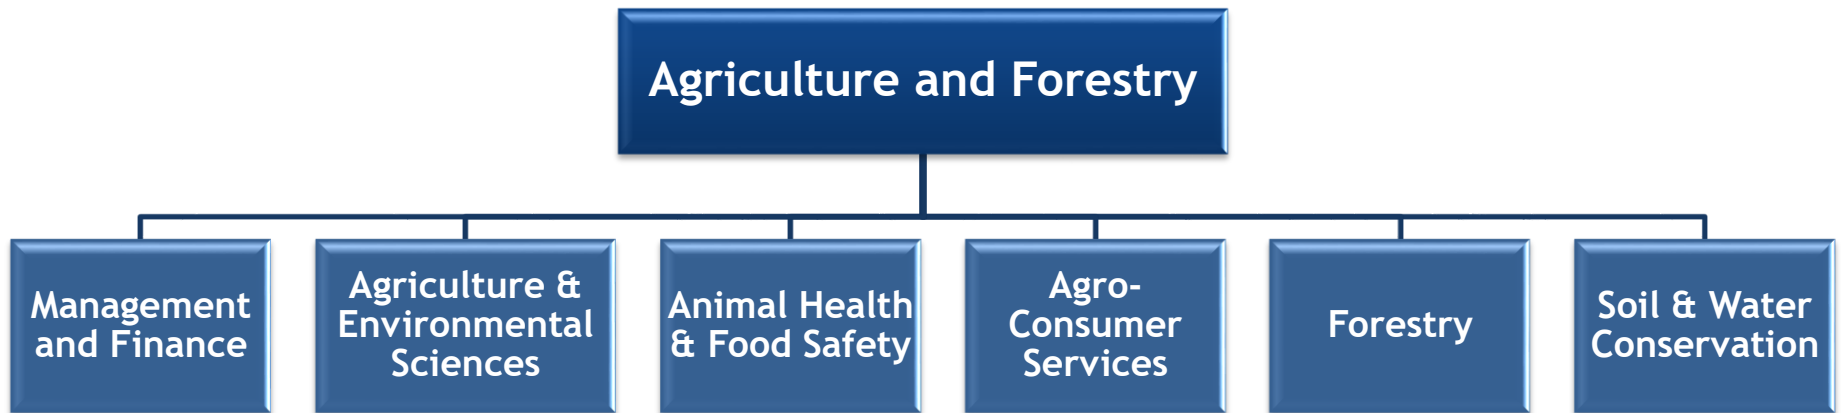 Agriculture and Forestry
Management
and Finance
Agriculture &
Environmental
Sciences
Animal Health
& Food Safety
Agro-
Consumer
Services
Forestry
Soil & Water
Conservation